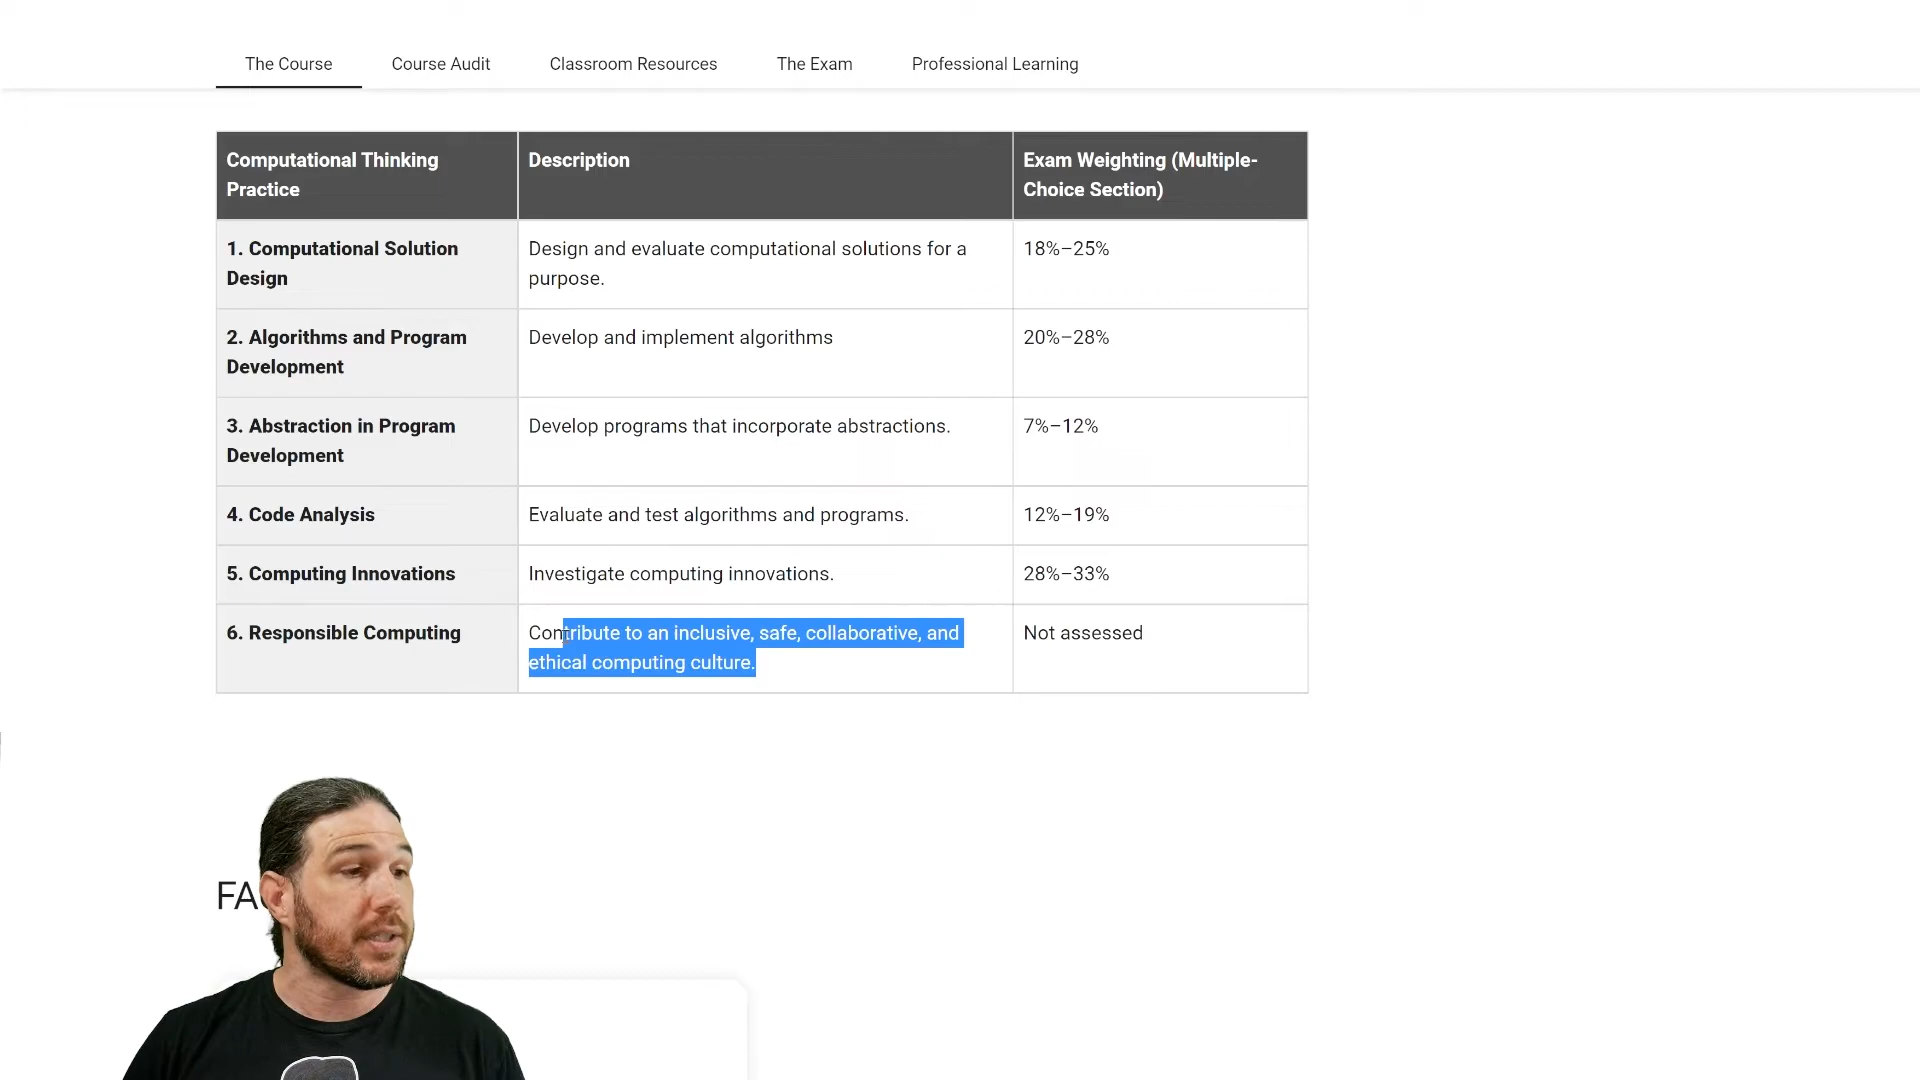 The Course
Course Audit
Classroom Resources
The Exam
Professional Learning
Computational Thinking
Practice
Description
Exam Weighting (Multiple-
Choice Section)
1. Computational Solution
Design
Design and evaluate computational solutions for a
purpose.
18%–25%
2. Algorithms and Program
Development
Develop and implement algorithms
20%–28%
3. Abstraction in Program
Development
Develop programs that incorporate abstractions.
7%–12%
4. Code Analysis
Evaluate and test algorithms and programs.
12%–19%
5. Computing Innovations
Investigate computing innovations.
28%–33%
6. Responsible Computing
Contribute to an inclusive, safe, collaborative, and
ethical computing culture.
Not assessed